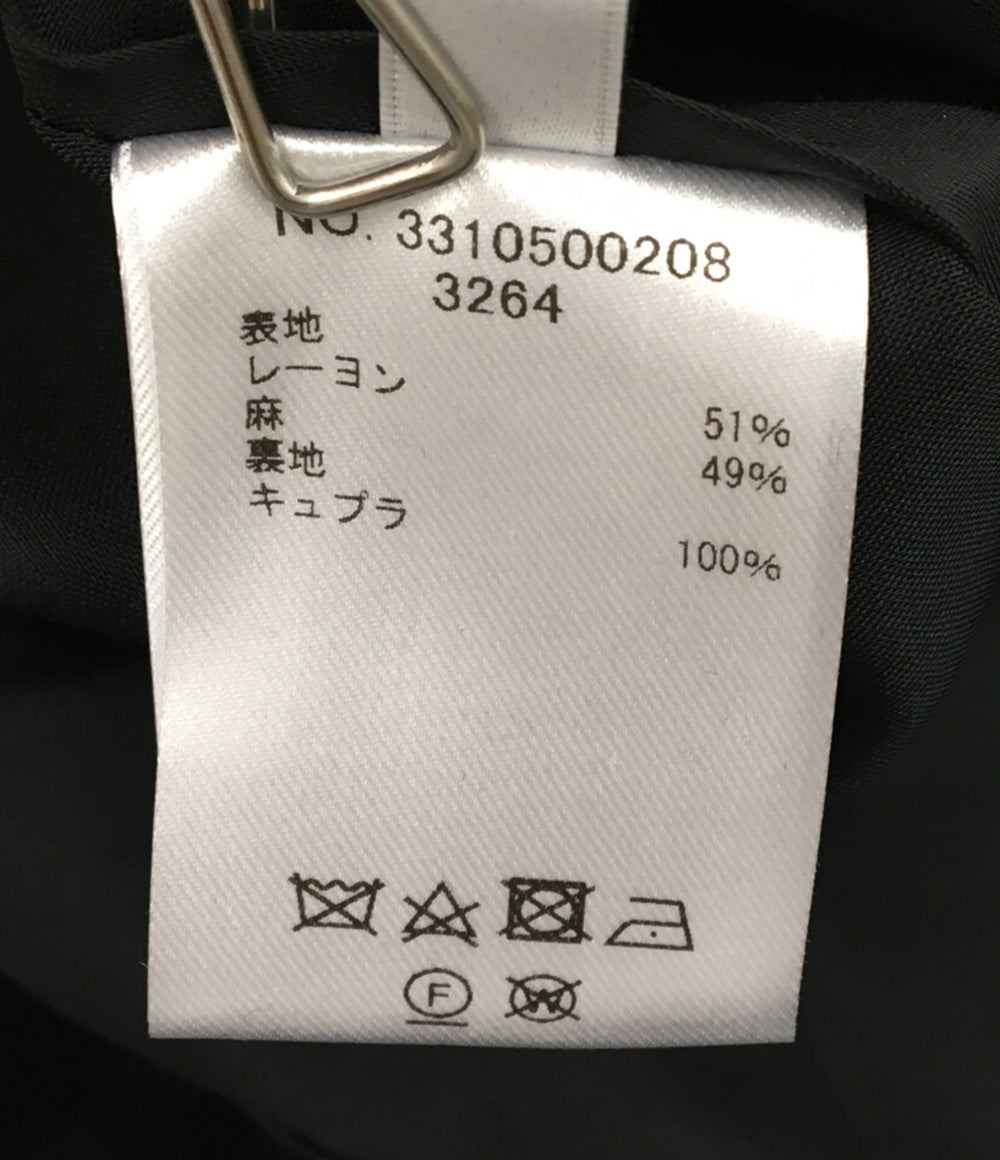 NO. 3310500208
3264
表地
レーヨン 51%
麻 49%
裏地
キュプラ 100%
F
W